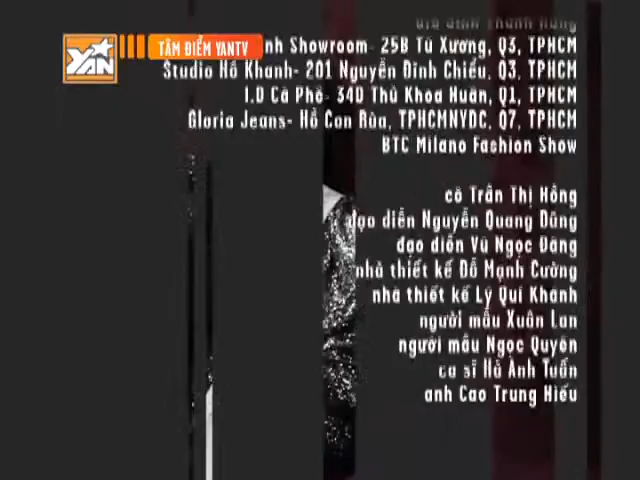 YAN
TÂM ĐIỂM YANTV
nh Showroom- 25B Tú Xương, Q3, TPHCM
Studio Hồ Khanh- 201 Nguyễn Đình Chiểu, Q3, TPHCM
I.D Cà Phê- 34D Thủ Khoa Huân, Q1, TPHCM
Gloria Jeans- Hồ Con Rùa, TPHCMNYDC, Q7, TPHCM
BTC Milano Fashion Show
cô Trần Thị Hồng
đạo diễn Nguyễn Quang Dũng
đạo diễn Vũ Ngọc Đãng
nhà thiết kế Đỗ Mạnh Cường
nhà thiết kế Lý Quí Khánh
người mẫu Xuân Lan
người mẫu Ngọc Quyên
ca sĩ Hà Anh Tuấn
anh Cao Trung Hiếu